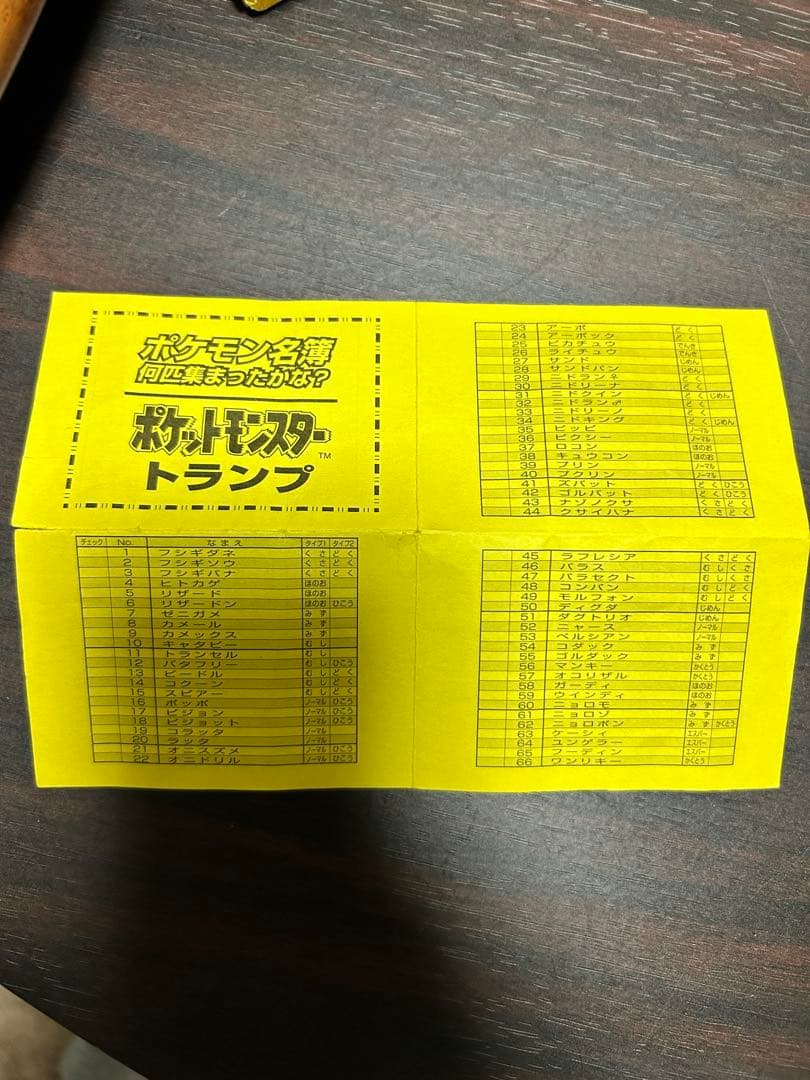 ポケモン名簿
何匹集まったかな?
ポケットモンスター™
トランプ
チェック No. なまえ タイプ1 タイプ2
1 フシギダネ くさ どく
2 フシギソウ くさ どく
3 フシギバナ くさ どく
4 ヒトカゲ ほのお
5 リザード ほのお
6 リザードン ほのお ひこう
7 ゼニガメ みず
8 カメール みず
9 カメックス みず
10 キャタピー むし
11 トランセル むし
12 バタフリー むし ひこう
13 ビードル むし どく
14 コクーン むし どく
15 スピアー むし どく
16 ポッポ ノーマル ひこう
17 ピジョン ノーマル ひこう
18 ピジョット ノーマル ひこう
19 コラッタ ノーマル
20 ラッタ ノーマル
21 オニスズメ ノーマル ひこう
22 オニドリル ノーマル ひこう
23 アーボ どく
24 アーボック どく
25 ピカチュウ でんき
26 ライチュウ でんき
27 サンド じめん
28 サンドパン じめん
29 ニドラン♀ どく
30 ニドリーナ どく
31 ニドクイン どく じめん
32 ニドラン♂ どく
33 ニドリーノ どく
34 ニドキング どく じめん
35 ピッピ ノーマル
36 ピクシー ノーマル
37 ロコン ほのお
38 キュウコン ほのお
39 プリン ノーマル
40 プクリン ノーマル
41 ズバット どく ひこう
42 ゴルバット どく ひこう
43 ナゾノクサ くさ どく
44 クサイハナ くさ どく
45 ラフレシア くさ どく
46 パラス むし くさ
47 パラセクト むし くさ
48 コンパン むし どく
49 モルフォン むし どく
50 ディグダ じめん
51 ダグトリオ じめん
52 ニャース ノーマル
53 ペルシアン ノーマル
54 コダック みず
55 ゴルダック みず
56 マンキー かくとう
57 オコリザル かくとう
58 ガーディ ほのお
59 ウインディ ほのお
60 ニョロモ みず
61 ニョロゾ みず
62 ニョロボン みず かくとう
63 ケーシィ エスパー
64 ユンゲラー エスパー
65 フーディン エスパー
66 ワンリキー かくとう